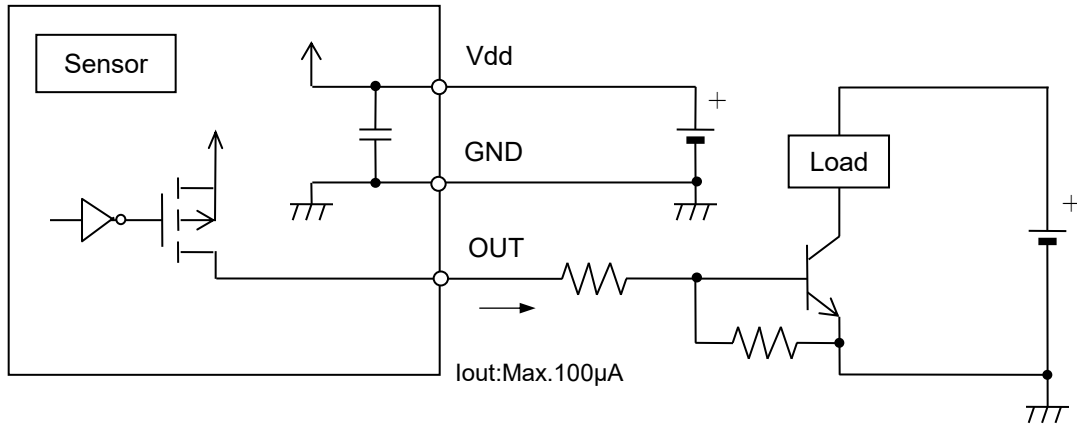 Sensor
Vdd
+
GND
Load
+
OUT
Iout:Max.100µA